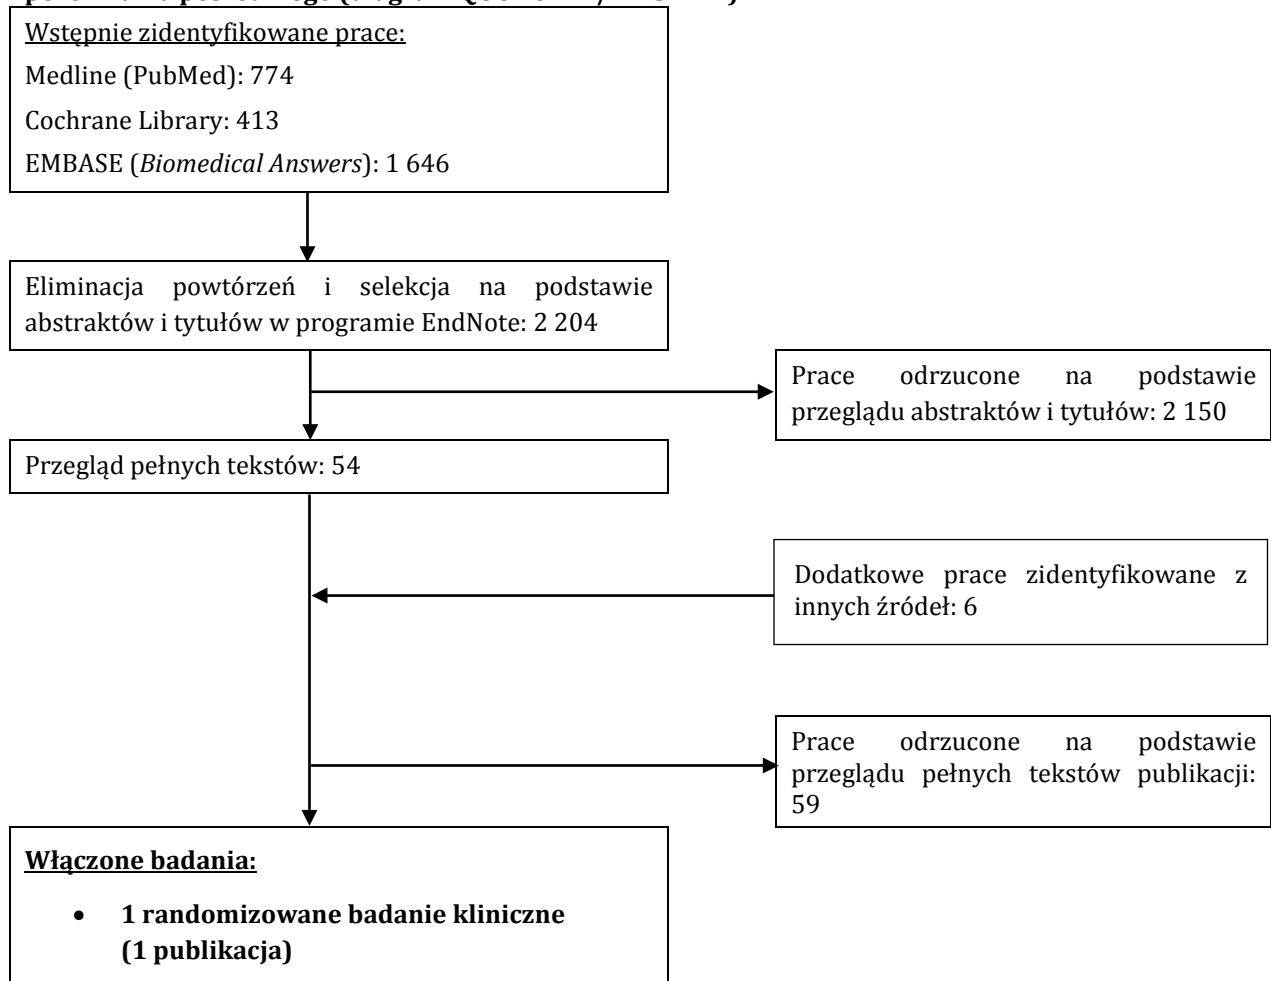 Wstępnie zidentyfikowane prace:
Medline (PubMed): 774
Cochrane Library: 413
EMBASE (Biomedical Answers): 1 646
Eliminacja powtórzeń i selekcja na podstawie
abstraktów i tytułów w programie EndNote: 2 204
Prace odrzucone na podstawie
przeglądu abstraktów i tytułów: 2 150
Przegląd pełnych tekstów: 54
Dodatkowe prace zidentyfikowane z
innych źródeł: 6
Prace odrzucone na podstawie
przeglądu pełnych tekstów publikacji:
59
Włączone badania:
• 1 randomizowane badanie kliniczne
(1 publikacja)